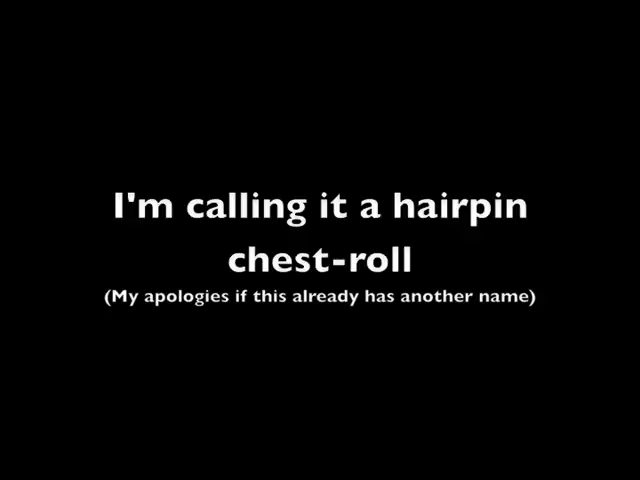 I'm calling it a hairpin
chest-roll
(My apologies if this already has another name)